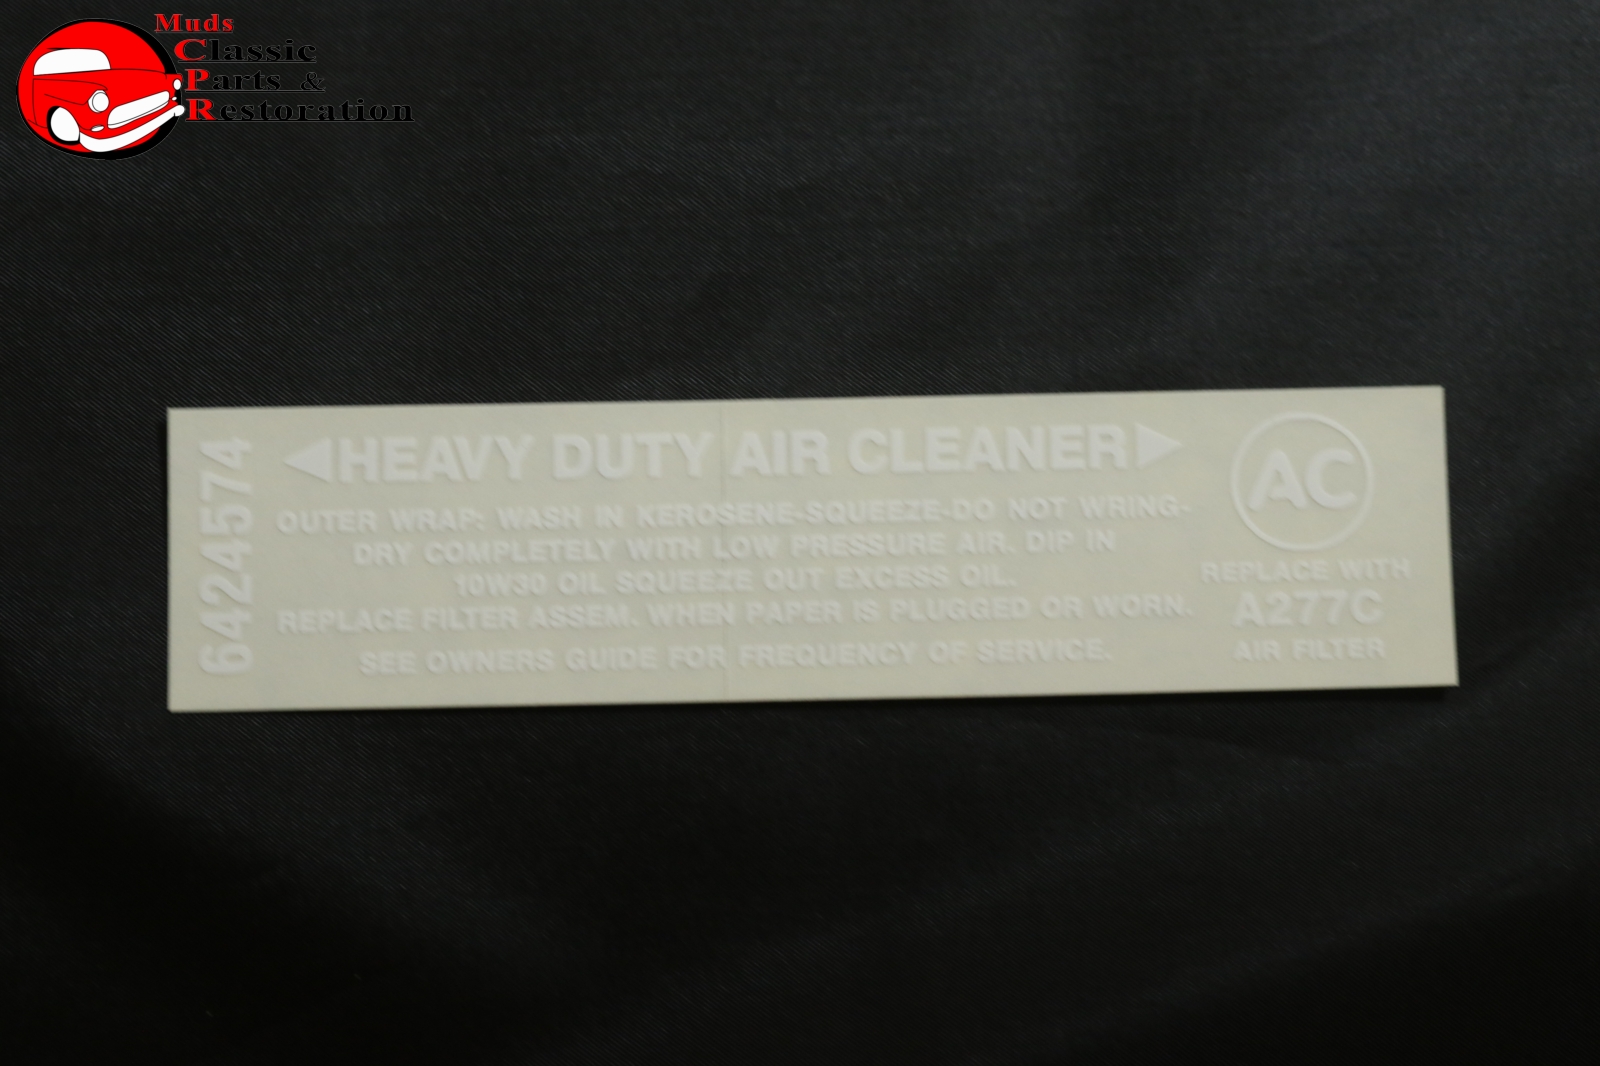 Muds
Classic
Parts &
Restoration
6424574
HEAVY DUTY AIR CLEANER
OUTER WRAP: WASH IN KEROSENE-SQUEEZE-DO NOT WRING-
DRY COMPLETELY WITH LOW PRESSURE AIR. DIP IN
10W30 OIL SQUEEZE OUT EXCESS OIL.
REPLACE FILTER ASSEM. WHEN PAPER IS PLUGGED OR WORN.
SEE OWNERS GUIDE FOR FREQUENCY OF SERVICE.
AC
REPLACE WITH
A277C
AIR FILTER